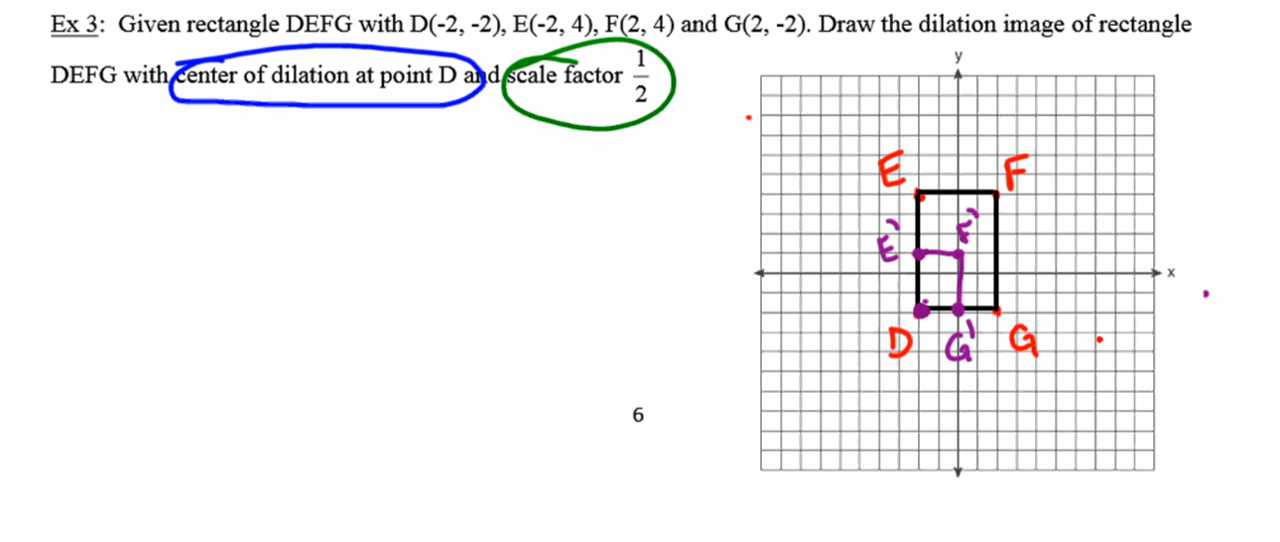 Ex 3: Given rectangle DEFG with D(-2, -2), E(-2, 4), F(2, 4) and G(2, -2). Draw the dilation image of rectangle
DEFG with center of dilation at point D and scale factor 1/2
y
E F
E' F'
x
D G' G
6